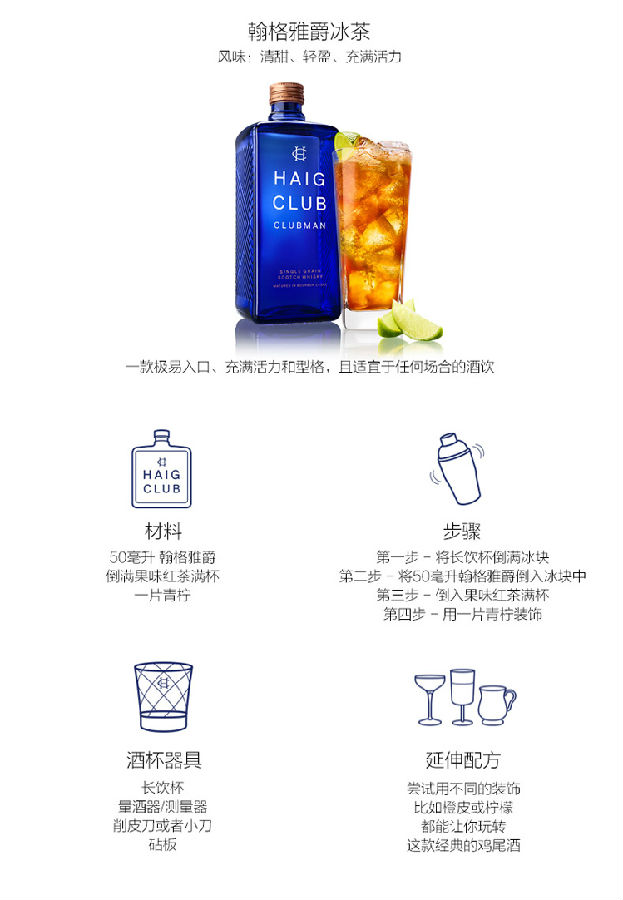 翰格雅爵冰茶
风味：清甜、轻盈、充满活力
HAIG
CLUB
CLUBMAN
SINGLE GRAIN
SCOTCH WHISKY
MATURED IN BOURBON CASKS
一款极易入口、充满活力和型格，且适宜于任何场合的酒饮
HAIG
CLUB
材料
50毫升 翰格雅爵
倒满果味红茶满杯
一片青柠
步骤
第一步 – 将长饮杯倒满冰块
第二步 – 将50毫升翰格雅爵倒入冰块中
第三步 – 倒入果味红茶满杯
第四步 – 用一片青柠装饰
酒杯器具
长饮杯
量酒器/测量器
削皮刀或者小刀
砧板
延伸配方
尝试用不同的装饰
比如橙皮或柠檬
都能让你玩转
这款经典的鸡尾酒